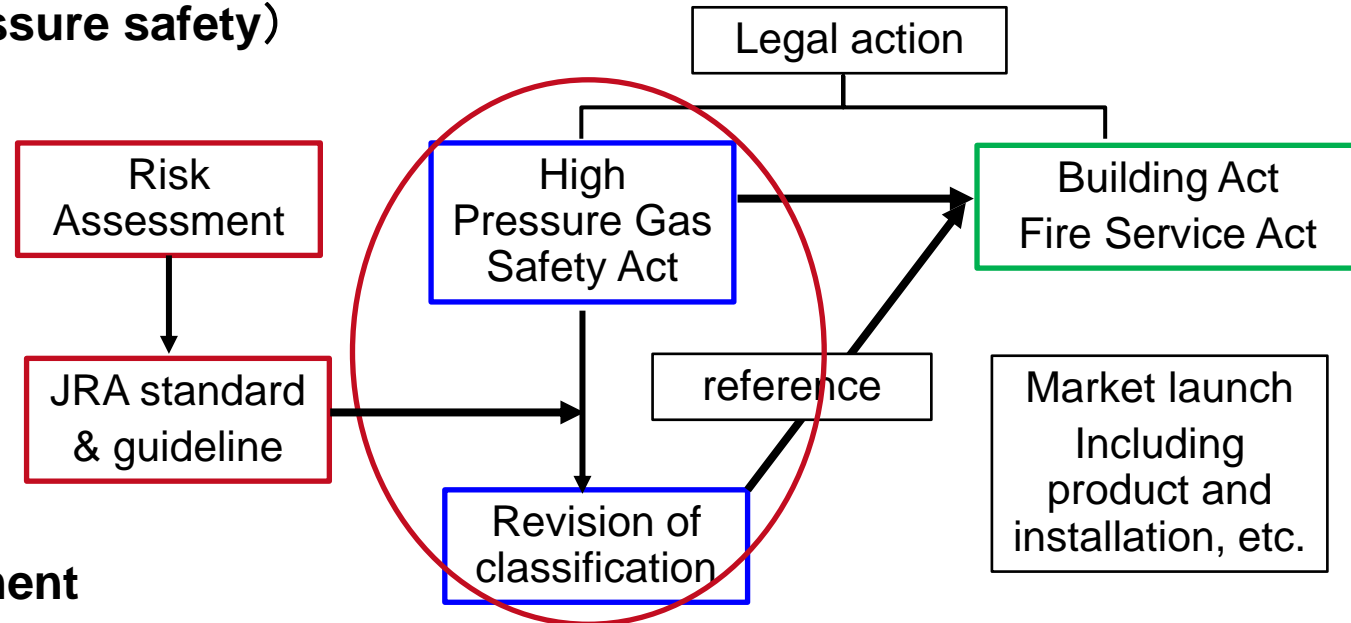 ssure safety）
Legal action
Risk
Assessment
High
Pressure Gas
Safety Act
Building Act
Fire Service Act
JRA standard
& guideline
reference
Market launch
Including
product and
installation, etc.
Revision of
classification
nent